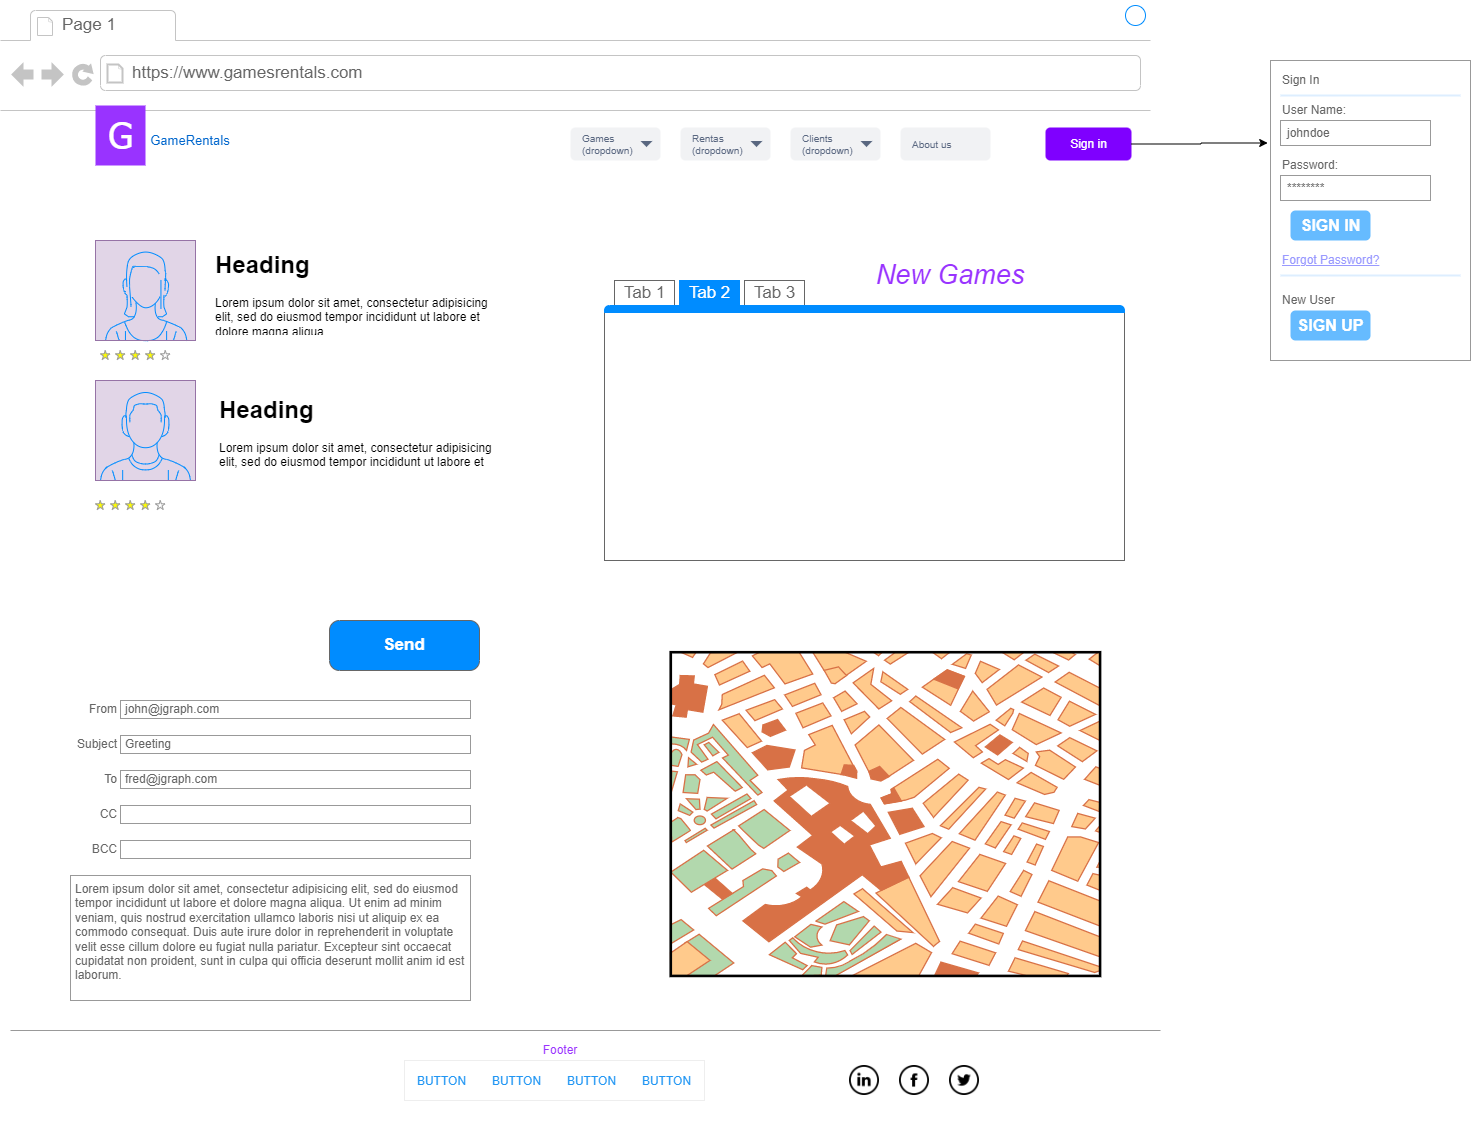 Page 1
https://www.gamesrentals.com
G
GameRentals
Games
(dropdown)
Rentas
(dropdown)
Clients
(dropdown)
About us
Sign in
Sign In
User Name:
johndoe
Password:
********
SIGN IN
Forgot Password?
New User
SIGN UP
Heading
Lorem ipsum dolor sit amet, consectetur adipisicing
elit, sed do eiusmod tempor incididunt ut labore et
dolore magna aliqua
Heading
Lorem ipsum dolor sit amet, consectetur adipisicing
elit, sed do eiusmod tempor incididunt ut labore et
New Games
Tab 1
Tab 2
Tab 3
Send
From john@jgraph.com
Subject Greeting
To fred@jgraph.com
CC
BCC
Lorem ipsum dolor sit amet, consectetur adipisicing elit, sed do eiusmod
tempor incididunt ut labore et dolore magna aliqua. Ut enim ad minim
veniam, quis nostrud exercitation ullamco laboris nisi ut aliquip ex ea
commodo consequat. Duis aute irure dolor in reprehenderit in voluptate
velit esse cillum dolore eu fugiat nulla pariatur. Excepteur sint occaecat
cupidatat non proident, sunt in culpa qui officia deserunt mollit anim id est
laborum.
Footer
BUTTON BUTTON BUTTON BUTTON
in f